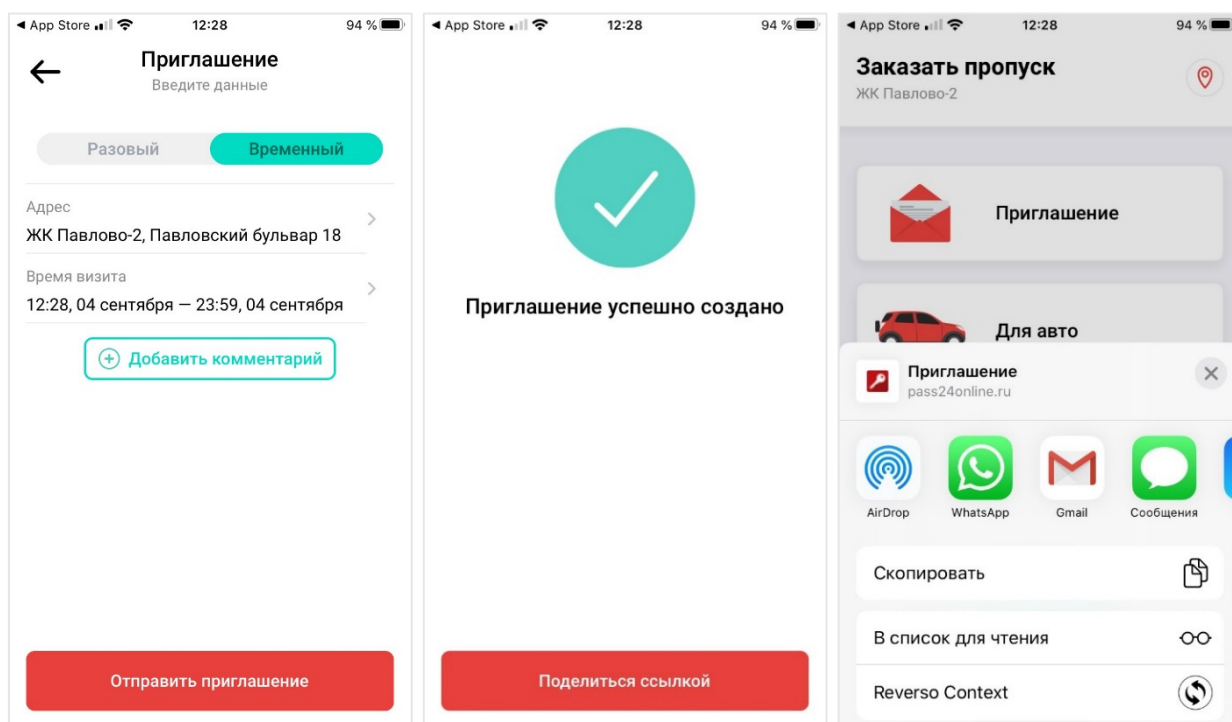 App Store
12:28
94 %
Приглашение
Введите данные
Разовый
Временный
Адрес
ЖК Павлово-2, Павловский бульвар 18
Время визита
12:28, 04 сентября — 23:59, 04 сентября
Добавить комментарий
Отправить приглашение
App Store
12:28
94 %
Приглашение успешно создано
Поделиться ссылкой
App Store
12:28
94 %
Заказать пропуск
ЖК Павлово-2
Приглашение
Для авто
Приглашение
pass24online.ru
AirDrop
WhatsApp
Gmail
Сообщения
Скопировать
В список для чтения
Reverso Context